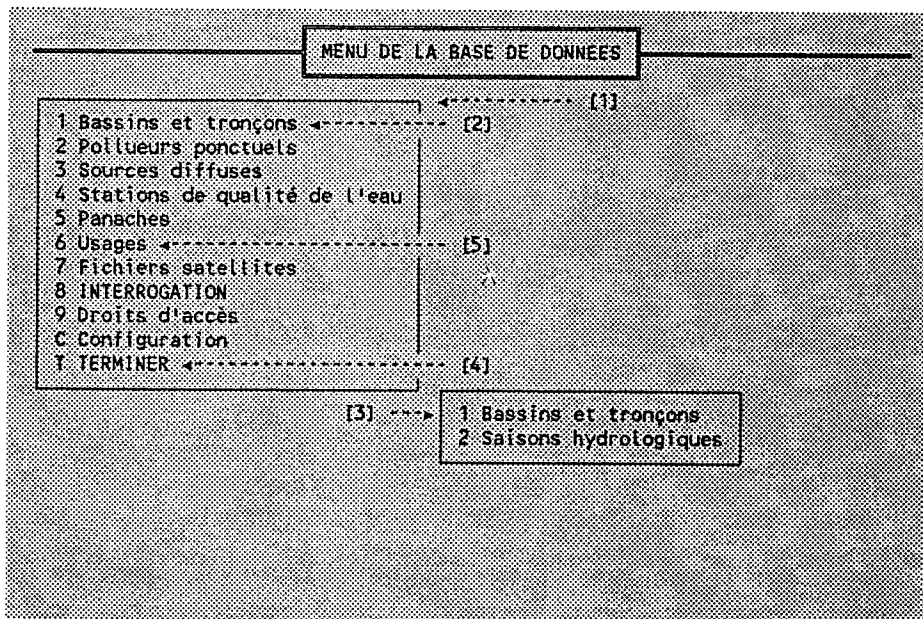 MENU DE LA BASE DE DONNEES
[1]
1 Bassins et tronçons [2]
2 Pollueurs ponctuels
3 Sources diffuses
4 Stations de qualité de l'eau
5 Panaches
6 Usages [5]
7 Fichiers satellites
8 INTERROGATION
9 Droits d'accès
C Configuration
T TERMINER [4]
[3] 1 Bassins et tronçons
2 Saisons hydrologiques